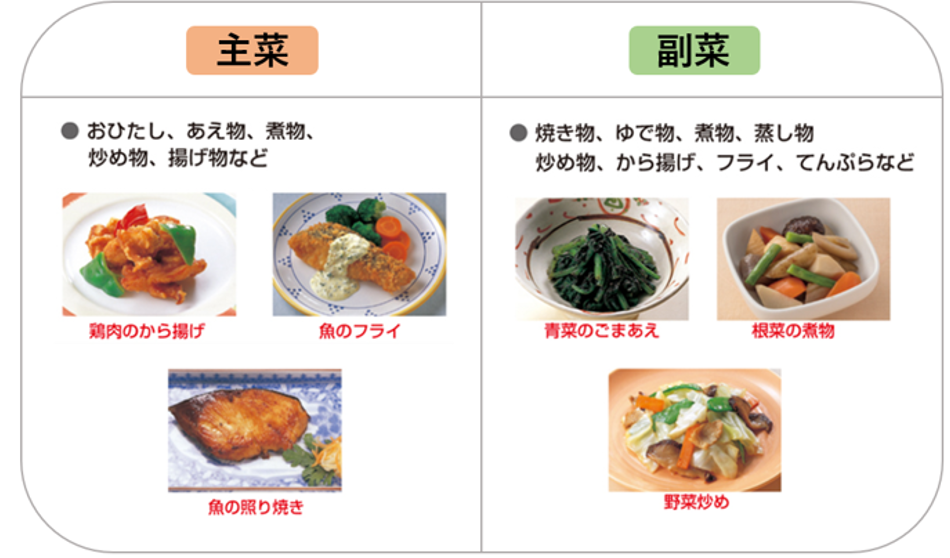 主菜
● おひたし、あえ物、煮物、
炒め物、揚げ物など
鶏肉のから揚げ
魚のフライ
魚の照り焼き
副菜
● 焼き物、ゆで物、煮物、蒸し物
炒め物、から揚げ、フライ、てんぷらなど
青菜のごまあえ
根菜の煮物
野菜炒め